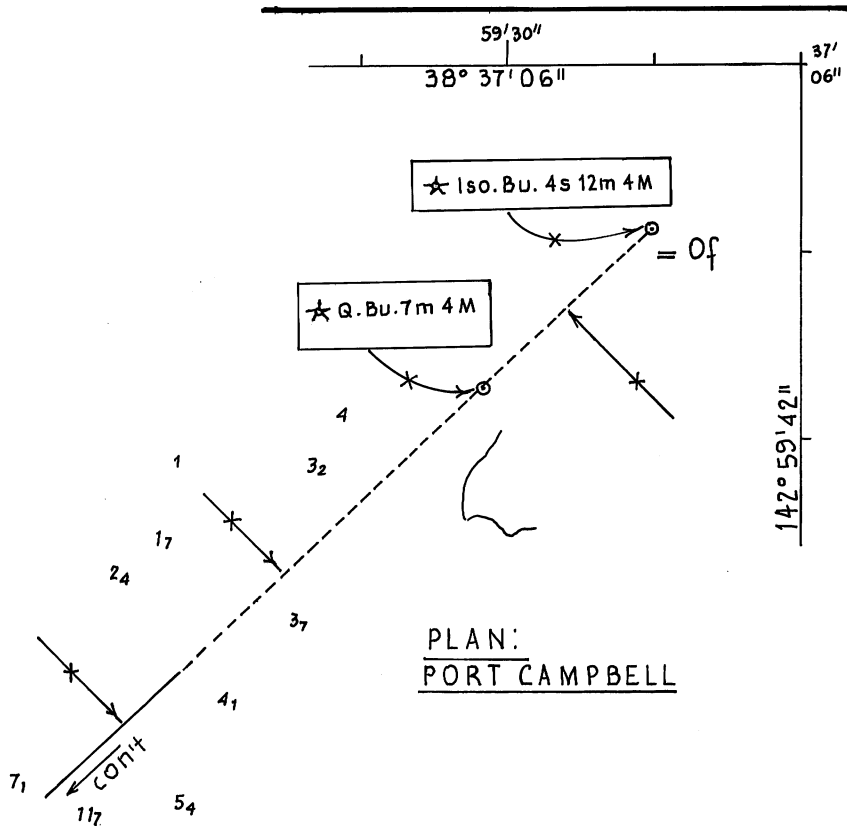 59'30"
37'
06"
38° 37'06"
☆ Iso.Bu. 4s 12m 4M
= Of
☆ Q.Bu.7m 4M
142° 59'42"
4
3₂
1
1₇
2₄
3₇
PLAN:
PORT CAMPBELL
4₁
con't
7₁
11₇
5₄